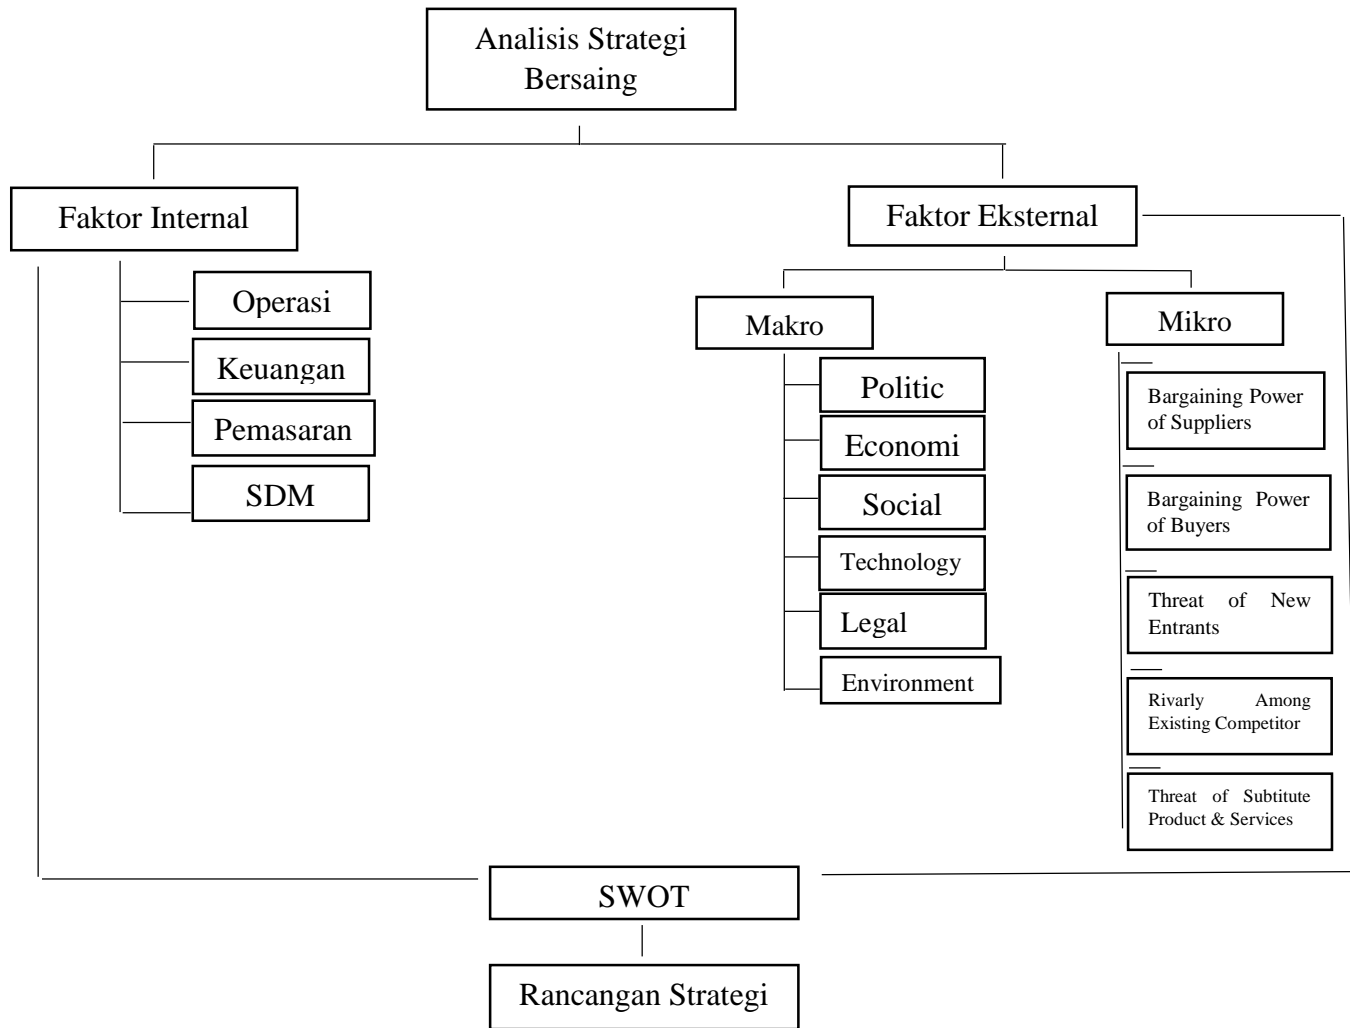 Analisis Strategi
Bersaing
Faktor Internal
Faktor Eksternal
Operasi
Keuangan
Pemasaran
SDM
Makro
Mikro
Politic
Economi
Social
Technology
Legal
Environment
Bargaining Power
of Suppliers
Bargaining Power
of Buyers
Threat of New
Entrants
Rivarly Among
Existing Competitor
Threat of Subtitute
Product & Services
SWOT
Rancangan Strategi